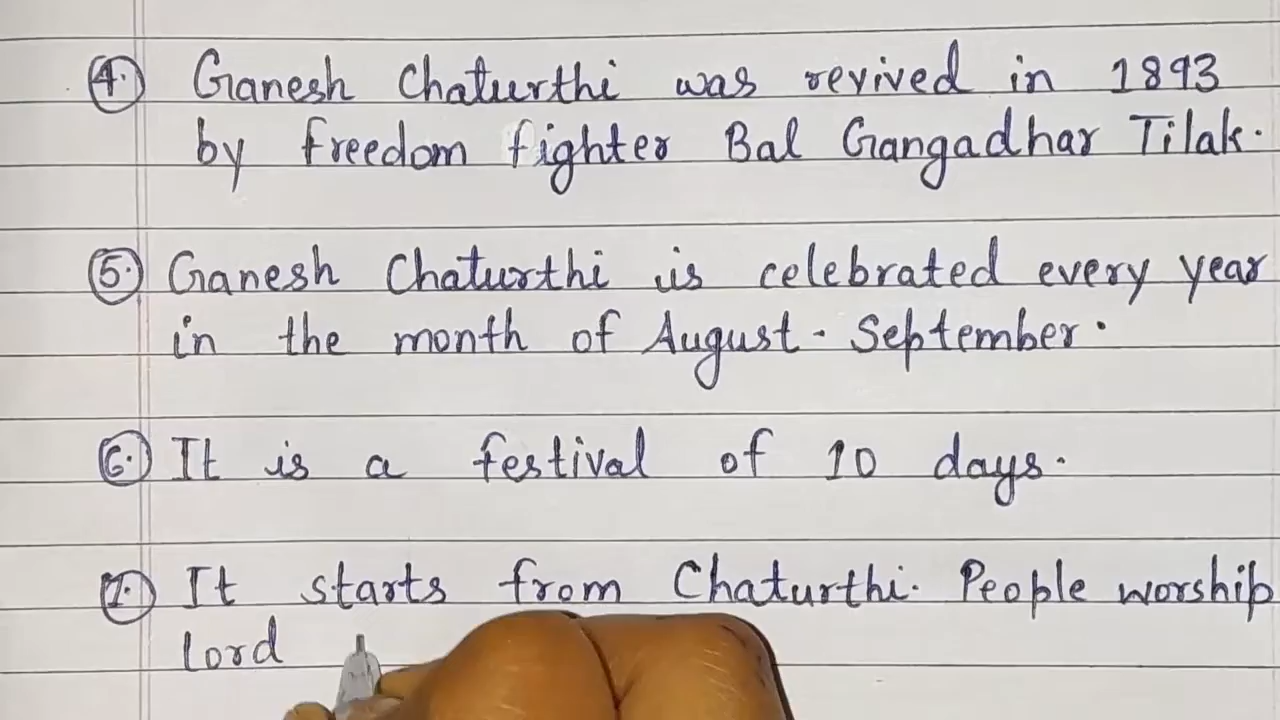 4. Ganesh Chaturthi was revived in 1893
by freedom fighter Bal Gangadhar Tilak.
5. Ganesh Chaturthi is celebrated every year
in the month of August - September.
6. It is a festival of 10 days.
7. It starts from Chaturthi. People worship
lord